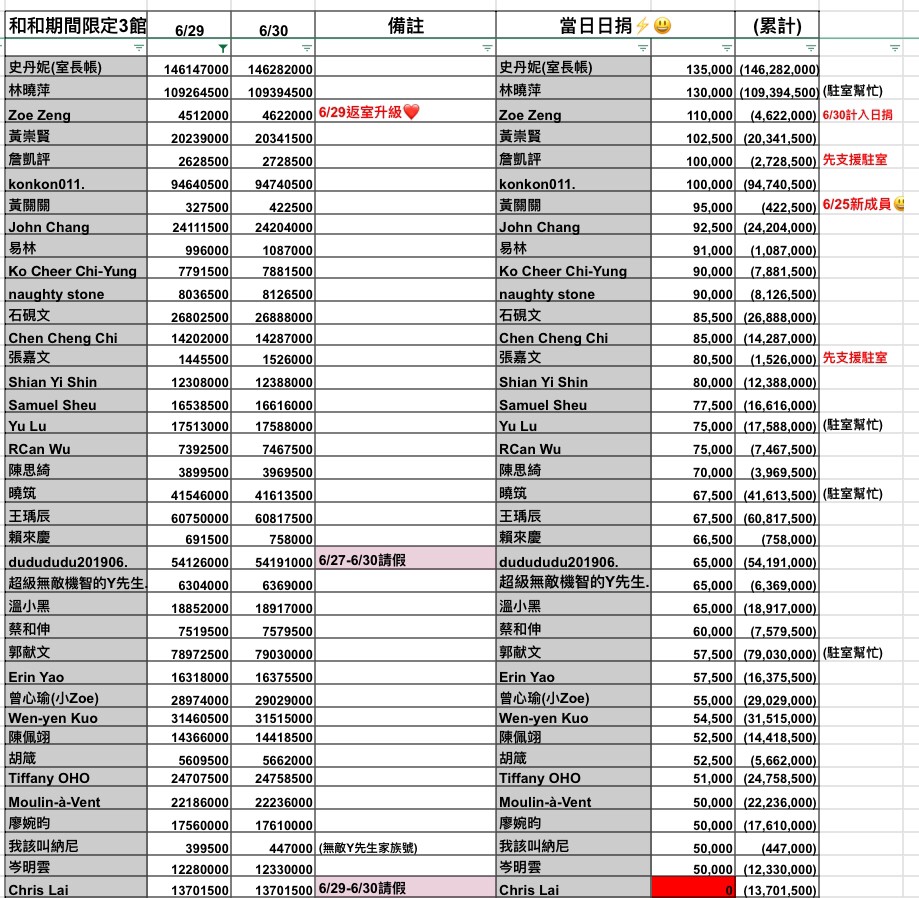 和和期間限定3館 6/29 6/30 備註 當日日捐⚡😃 (累計)
史丹妮(室長帳) 146147000 146282000 史丹妮(室長帳) 135,000 (146,282,000)
林曉萍 109264500 109394500 林曉萍 130,000 (109,394,500) (駐室幫忙)
Zoe Zeng 4512000 4622000 6/29返室升級❤️ Zoe Zeng 110,000 (4,622,000) 6/30計入日捐
黃崇賢 20239000 20341500 黃崇賢 102,500 (20,341,500)
詹凱評 2628500 2728500 詹凱評 100,000 (2,728,500) 先支援駐室
konkon011. 94640500 94740500 konkon011. 100,000 (94,740,500)
黃關關 327500 422500 黃關關 95,000 (422,500) 6/25新成員😃
John Chang 24111500 24204000 John Chang 92,500 (24,204,000)
易林 996000 1087000 易林 91,000 (1,087,000)
Ko Cheer Chi-Yung 7791500 7881500 Ko Cheer Chi-Yung 90,000 (7,881,500)
naughty stone 8036500 8126500 naughty stone 90,000 (8,126,500)
石硯文 26802500 26888000 石硯文 85,500 (26,888,000)
Chen Cheng Chi 14202000 14287000 Chen Cheng Chi 85,000 (14,287,000)
張嘉文 1445500 1526000 張嘉文 80,500 (1,526,000) 先支援駐室
Shian Yi Shin 12308000 12388000 Shian Yi Shin 80,000 (12,388,000)
Samuel Sheu 16538500 16616000 Samuel Sheu 77,500 (16,616,000)
Yu Lu 17513000 17588000 Yu Lu 75,000 (17,588,000) (駐室幫忙)
RCan Wu 7392500 7467500 RCan Wu 75,000 (7,467,500)
陳思綺 3899500 3969500 陳思綺 70,000 (3,969,500)
曉筑 41546000 41613500 曉筑 67,500 (41,613,500) (駐室幫忙)
王瑀辰 60750000 60817500 王瑀辰 67,500 (60,817,500)
賴來慶 691500 758000 賴來慶 66,500 (758,000)
dudududu201906. 54126000 54191000 6/27-6/30請假 dudududu201906. 65,000 (54,191,000)
超級無敵機智的Y先生. 6304000 6369000 超級無敵機智的Y先生. 65,000 (6,369,000)
溫小黑 18852000 18917000 溫小黑 65,000 (18,917,000)
蔡和伸 7519500 7579500 蔡和伸 60,000 (7,579,500)
郭献文 78972500 79030000 郭献文 57,500 (79,030,000) (駐室幫忙)
Erin Yao 16318000 16375500 Erin Yao 57,500 (16,375,500)
曾心瑜(小Zoe) 28974000 29029000 曾心瑜(小Zoe) 55,000 (29,029,000)
Wen-yen Kuo 31460500 31515000 Wen-yen Kuo 54,500 (31,515,000)
陳佩翊 14366000 14418500 陳佩翊 52,500 (14,418,500)
胡箴 5609500 5662000 胡箴 52,500 (5,662,000)
Tiffany OHO 24707500 24758500 Tiffany OHO 51,000 (24,758,500)
Moulin-à-Vent 22186000 22236000 Moulin-à-Vent 50,000 (22,236,000)
廖婉昀 17560000 17610000 廖婉昀 50,000 (17,610,000)
我該叫納尼 399500 447000 (無敵Y先生家族號) 我該叫納尼 50,000 (447,000)
岑明雲 12280000 12330000 岑明雲 50,000 (12,330,000)
Chris Lai 13701500 13701500 6/29-6/30請假 Chris Lai 0 (13,701,500)